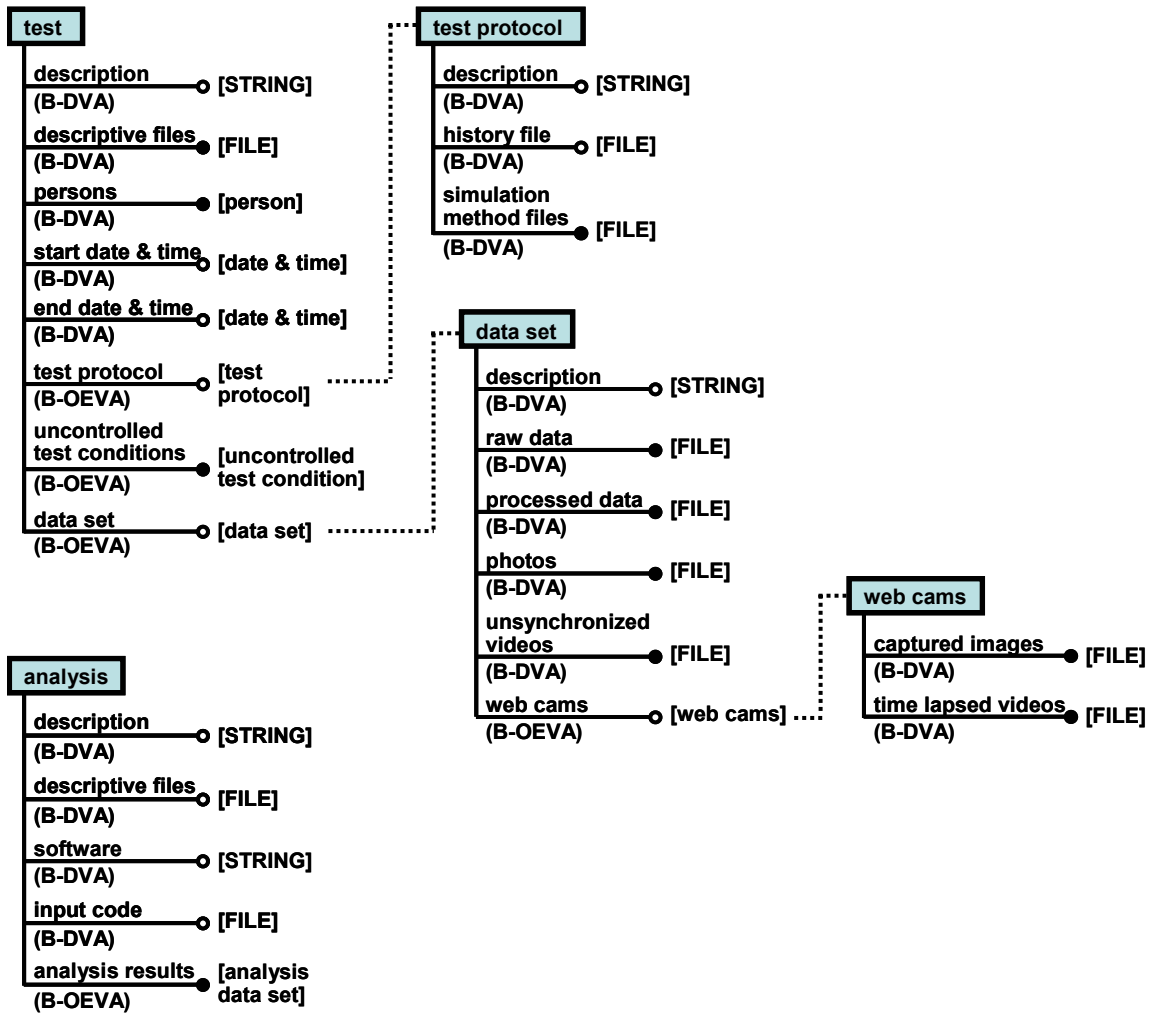 test
description
(B-DVA)
[STRING]
descriptive files
(B-DVA)
[FILE]
persons
(B-DVA)
[person]
start date & time
(B-DVA)
[date & time]
end date & time
(B-DVA)
[date & time]
test protocol
(B-OEVA)
[test
protocol]
uncontrolled
test conditions
(B-OEVA)
[uncontrolled
test condition]
data set
(B-OEVA)
[data set]
test protocol
description
(B-DVA)
[STRING]
history file
(B-DVA)
[FILE]
simulation
method files
(B-DVA)
[FILE]
data set
description
(B-DVA)
[STRING]
raw data
(B-DVA)
[FILE]
processed data
(B-DVA)
[FILE]
photos
(B-DVA)
[FILE]
unsynchronized
videos
(B-DVA)
[FILE]
web cams
(B-OEVA)
[web cams]
web cams
captured images
(B-DVA)
[FILE]
time lapsed videos
(B-DVA)
[FILE]
analysis
description
(B-DVA)
[STRING]
descriptive files
(B-DVA)
[FILE]
software
(B-DVA)
[STRING]
input code
(B-DVA)
[FILE]
analysis results
(B-OEVA)
[analysis
data set]